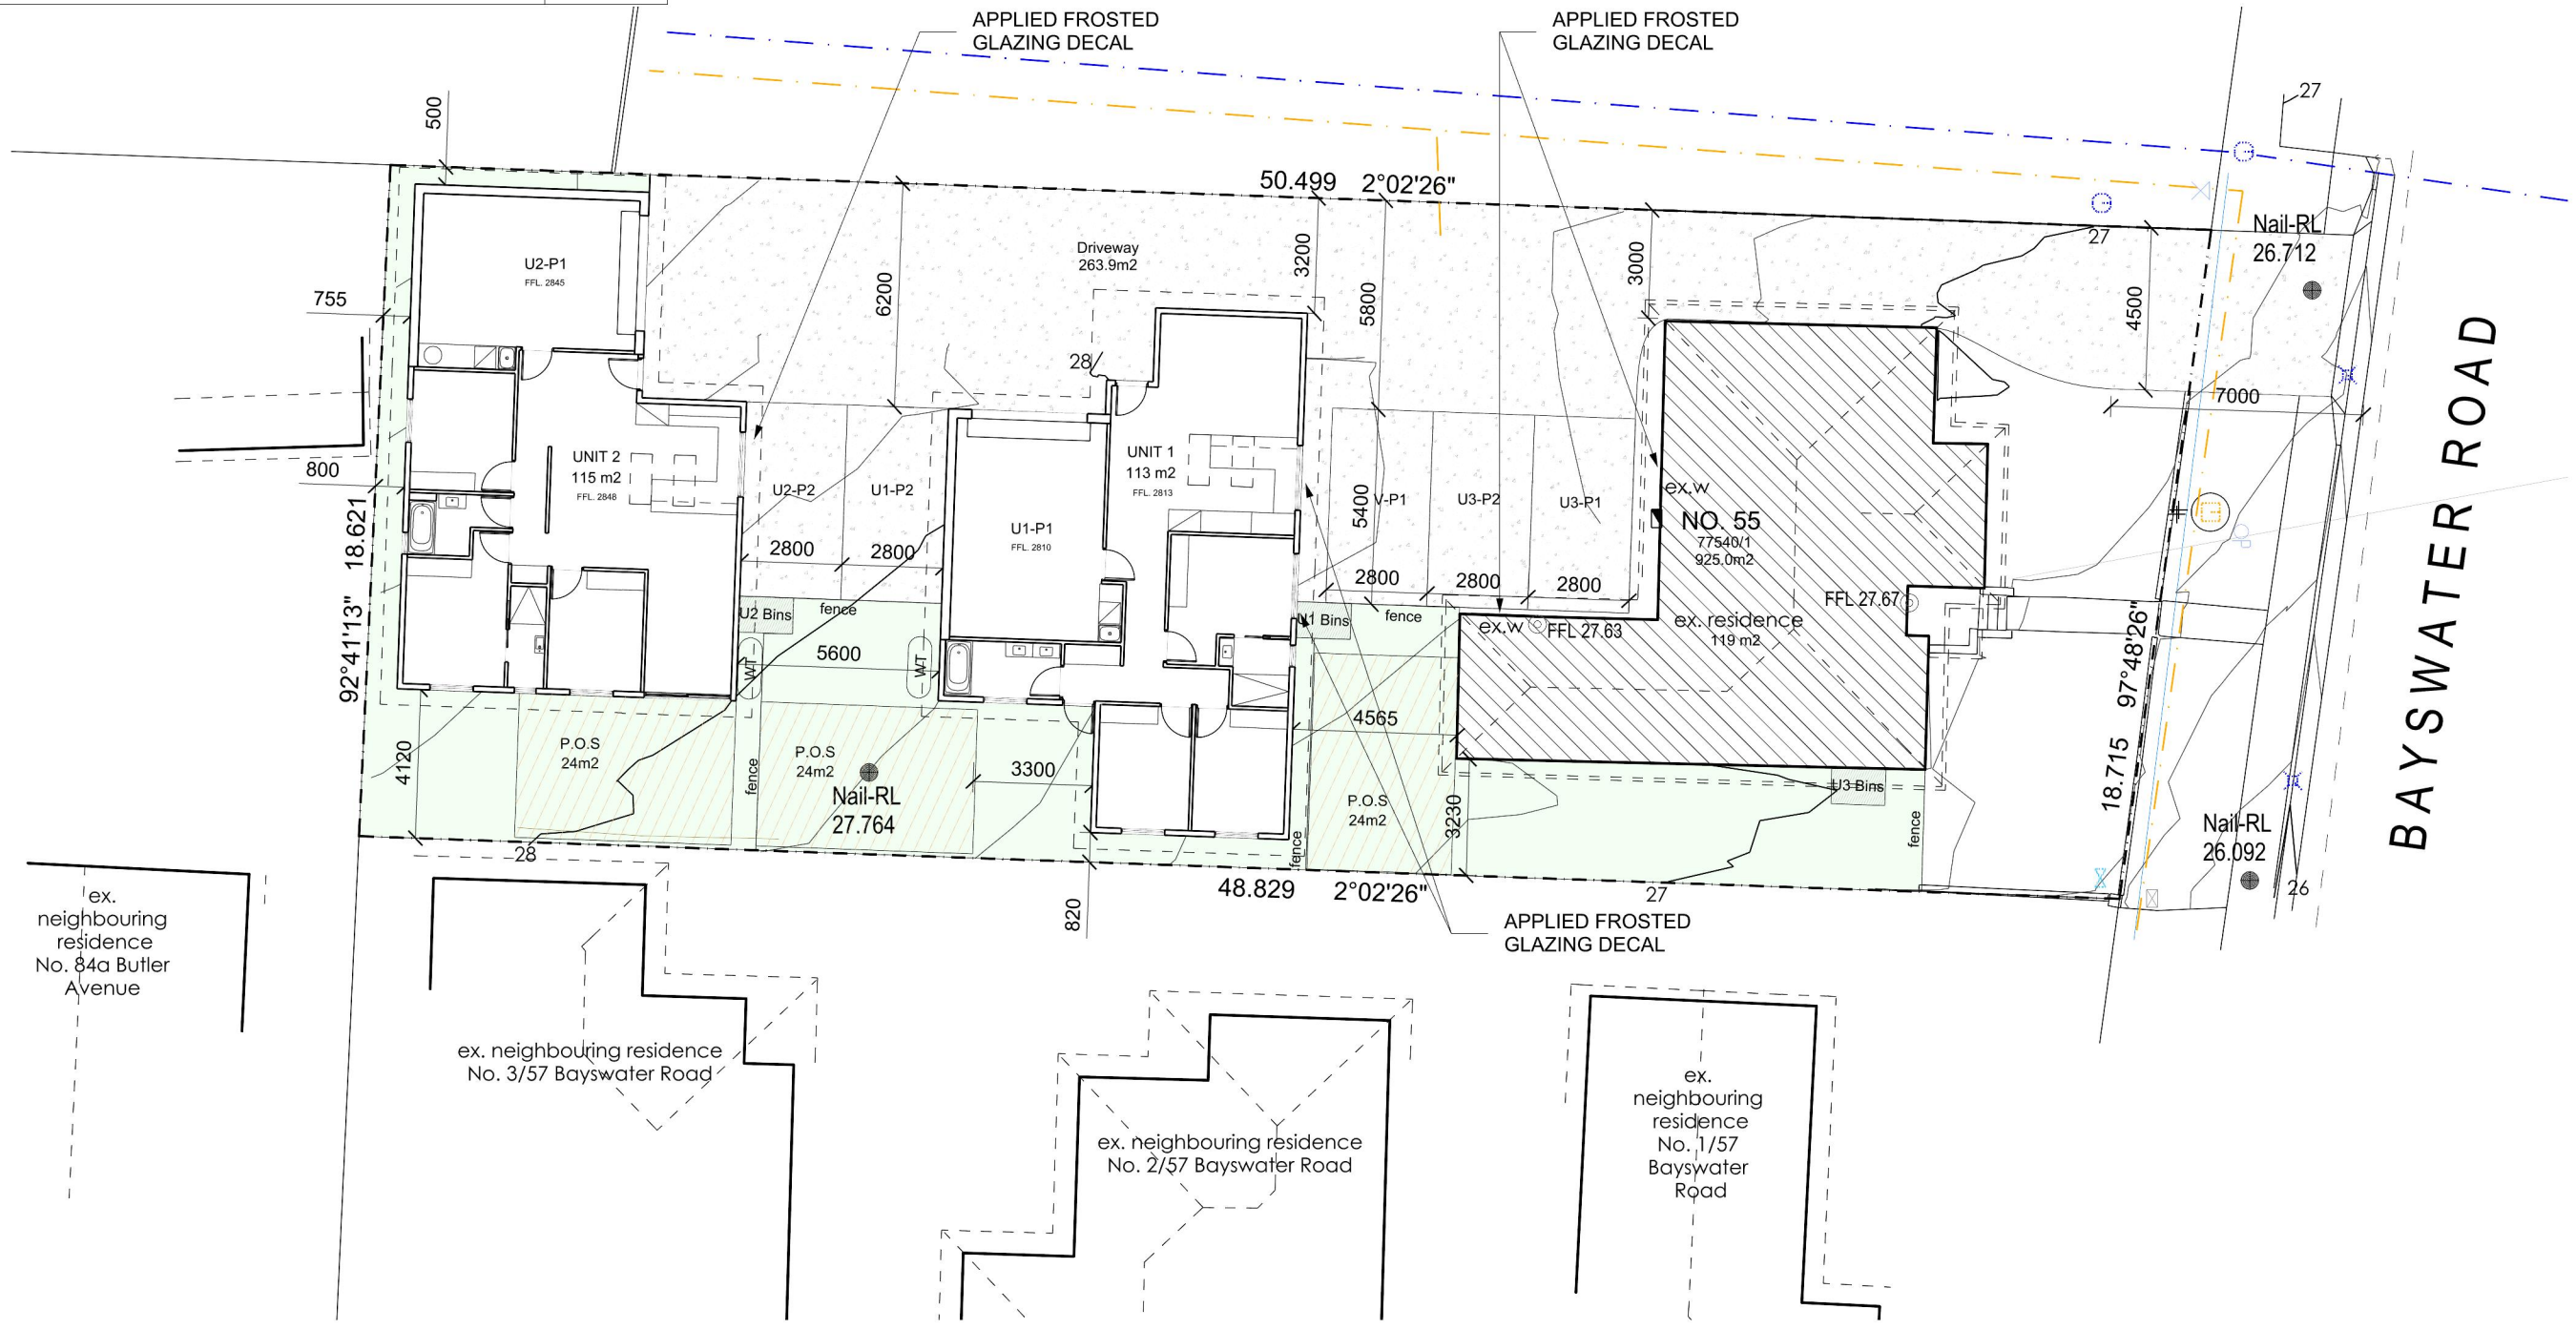 APPLIED FROSTED
GLAZING DECAL
APPLIED FROSTED
GLAZING DECAL
27
500
50.499 2°02'26"
Nail-RL
26.712
27
Driveway
263.9m2
3200
3000
U2-P1
FFL. 2845
755
6200
5800
4500
28
7000
BAYSWATER ROAD
UNIT 2
115 m2
FFL. 2848
UNIT 1
113 m2
FFL. 2813
800
U2-P2
U1-P2
U1-P1
FFL. 2810
5400
V-P1
U3-P2
U3-P1
ex.w
NO. 55
77540/1
925.0m2
92°41'13" 18.621
2800
2800
2800
2800
2800
U2 Bins
fence
U1 Bins
fence
ex.w
FFL 27.63
FFL 27.67
ex. residence
119 m2
WT
5600
WT
4565
18.715 97°48'26"
P.O.S
24m2
P.O.S
24m2
4120
fence
3300
Nail-RL
27.764
P.O.S
24m2
3230
U3 Bins
fence
fence
Nail-RL
26.092
26
28
48.829 2°02'26"
27
820
APPLIED FROSTED
GLAZING DECAL
ex.
neighbouring
residence
No. 84a Butler
Avenue
ex. neighbouring residence
No. 3/57 Bayswater Road
ex. neighbouring residence
No. 2/57 Bayswater Road
ex.
neighbouring
residence
No. 1/57
Bayswater
Road